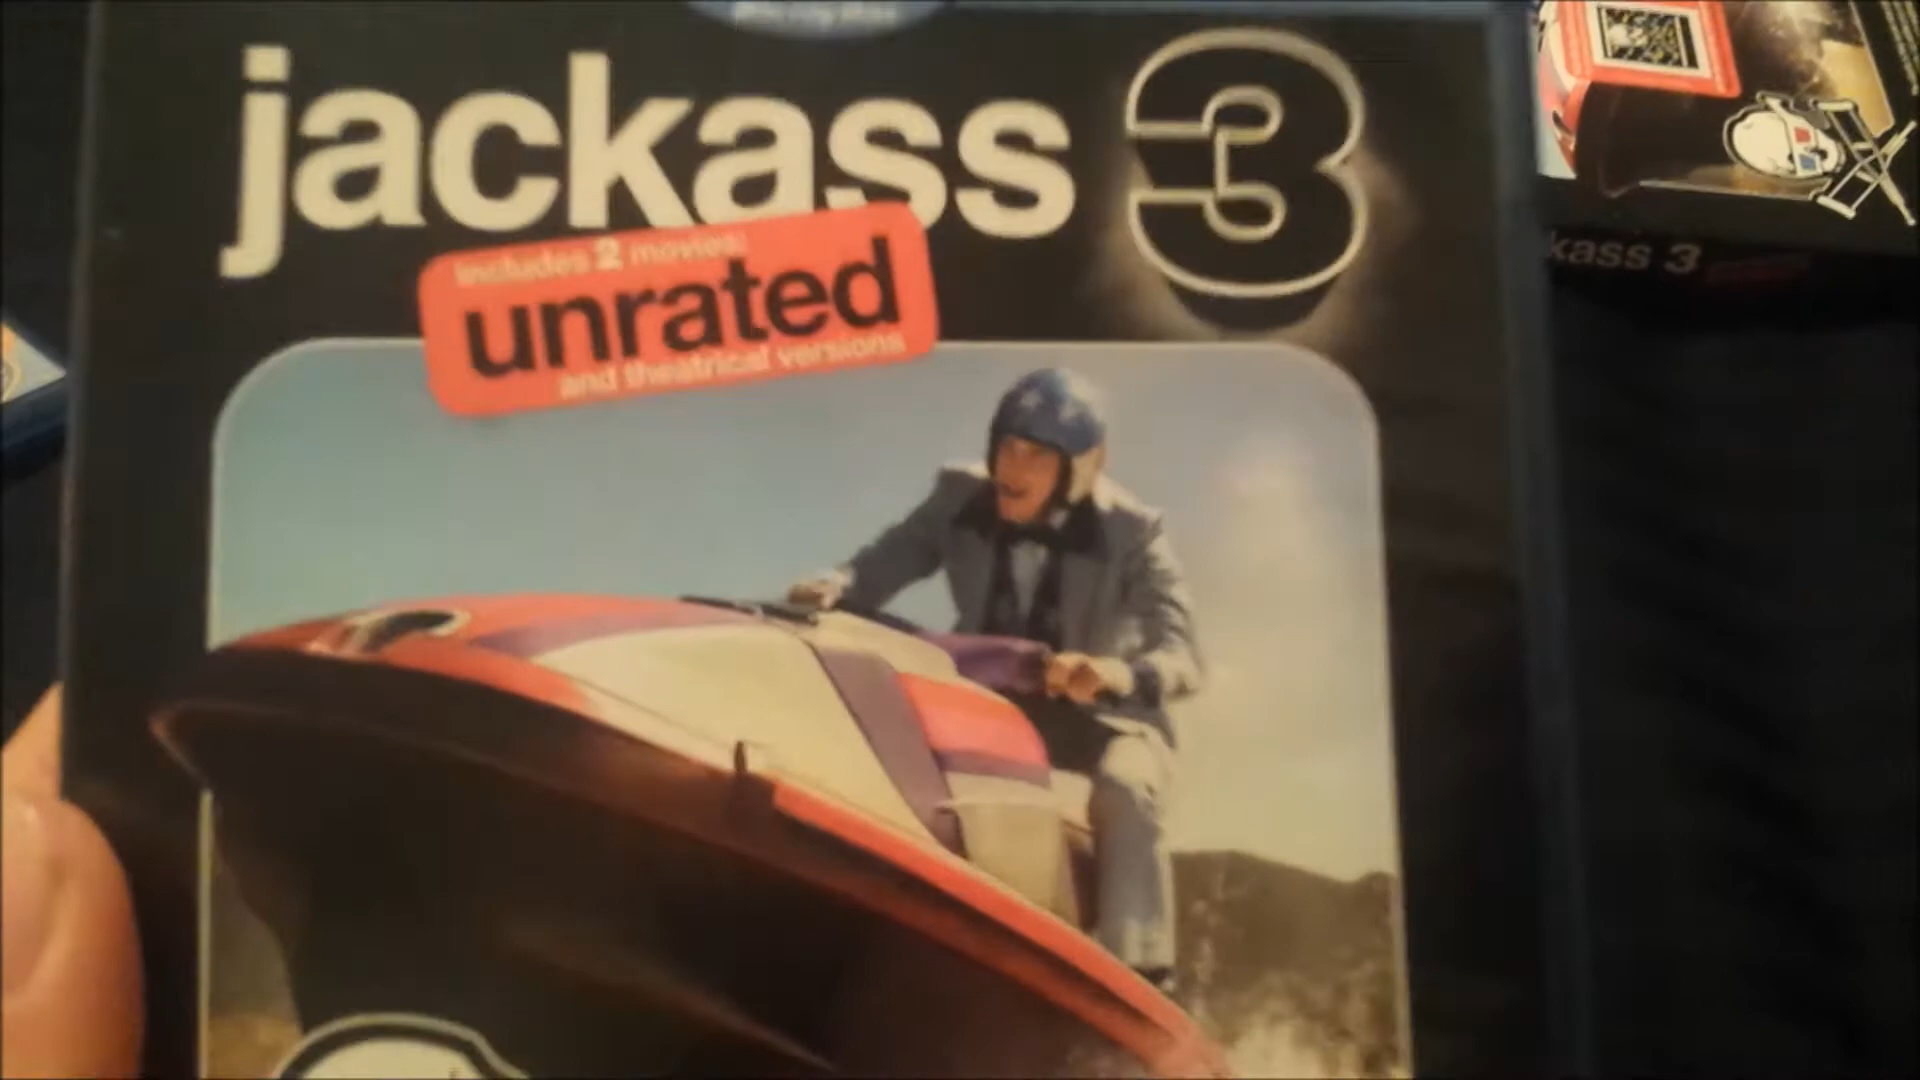 jackass 3
includes 2 movies:
unrated
and theatrical versions
kass 3